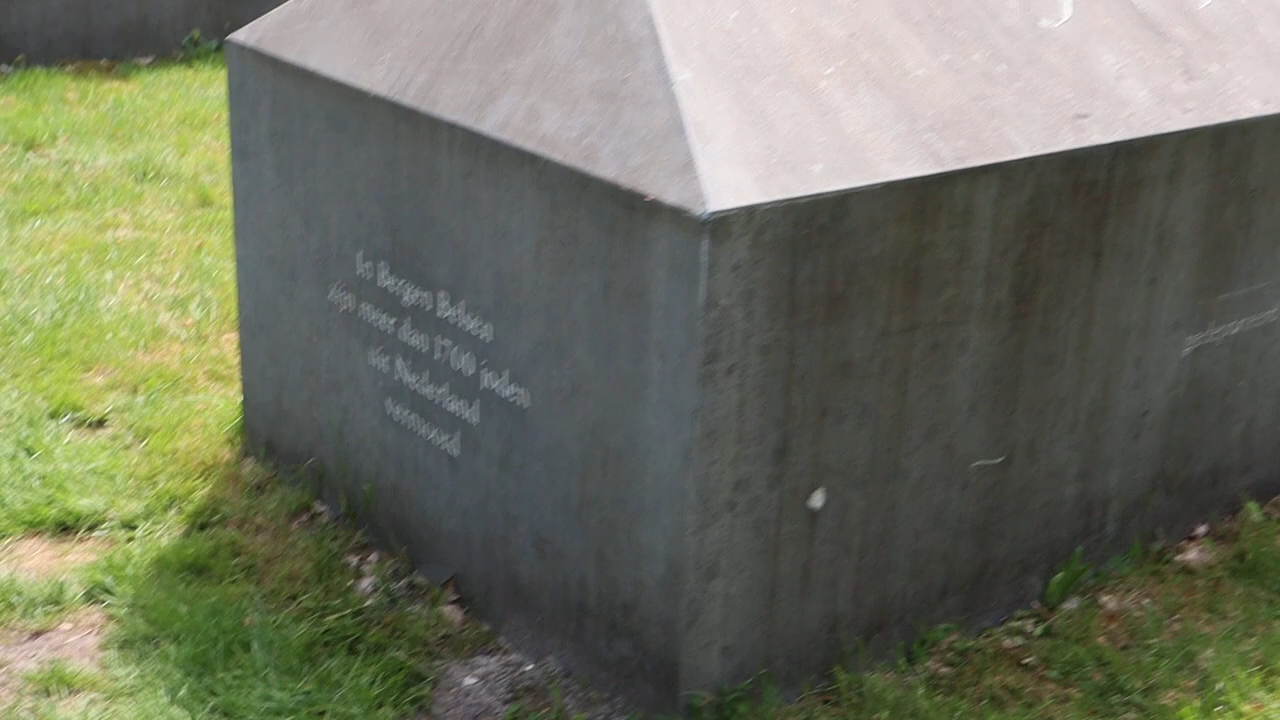 In Bergen Belsen
zijn meer dan 1700 joden
uit Nederland
vermoord